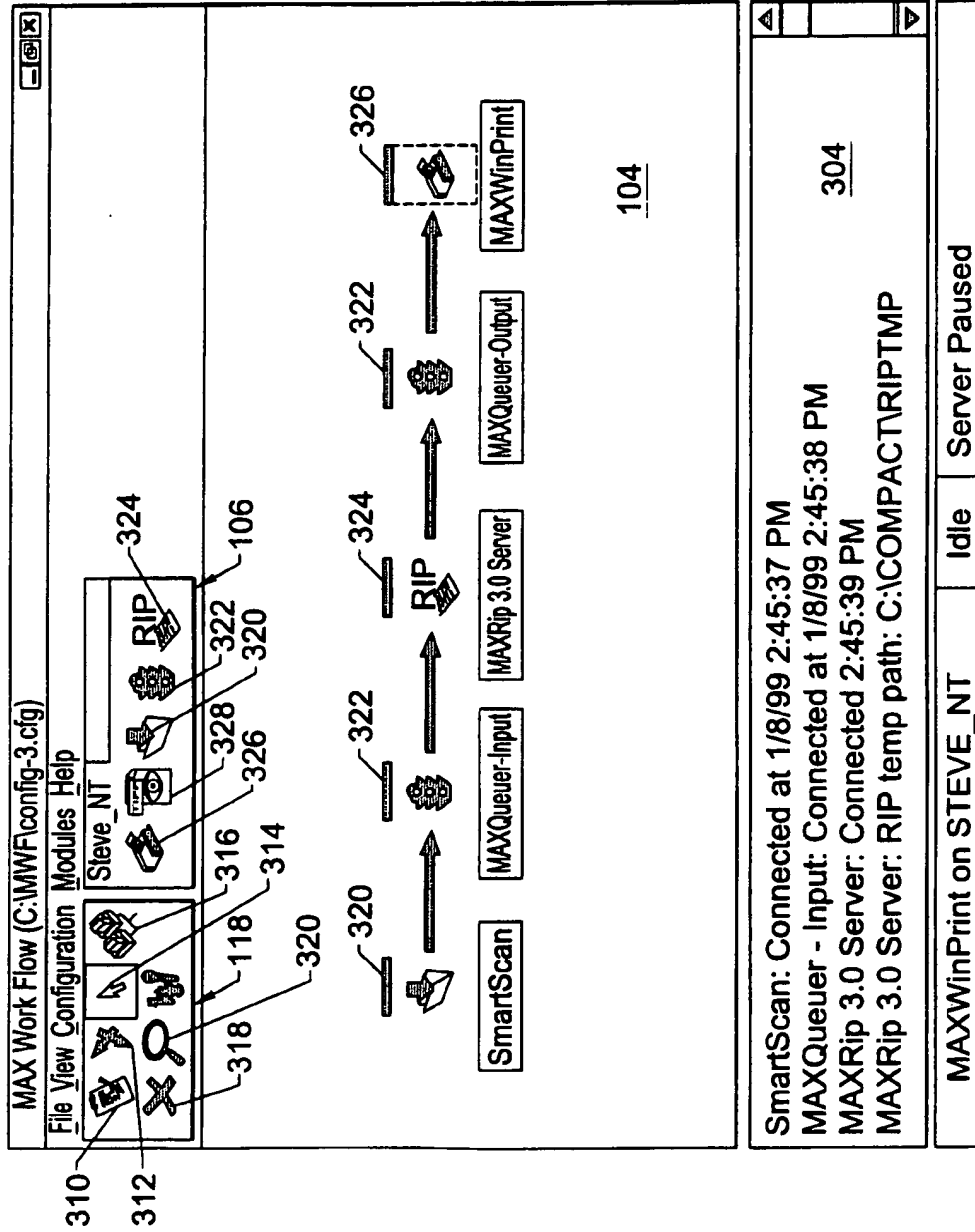 MAX Work Flow (C:\MWF\config-3.cfg)
File View Configuration Modules Help
Steve_NT
RIP
310
312
318
320
118
314
316
326
328
320
322
106
324
320
322
324
322
326
RIP
SmartScan
MAXQueuer-Input
MAXRip 3.0 Server
MAXQueuer-Output
MAXWinPrint
104
SmartScan: Connected at 1/8/99 2:45:37 PM
MAXQueuer - Input: Connected at 1/8/99 2:45:38 PM
MAXRip 3.0 Server: Connected 2:45:39 PM
MAXRip 3.0 Server: RIP temp path: C:\COMPACT\RIPTMP
304
MAXWinPrint on STEVE_NT
Idle
Server Paused